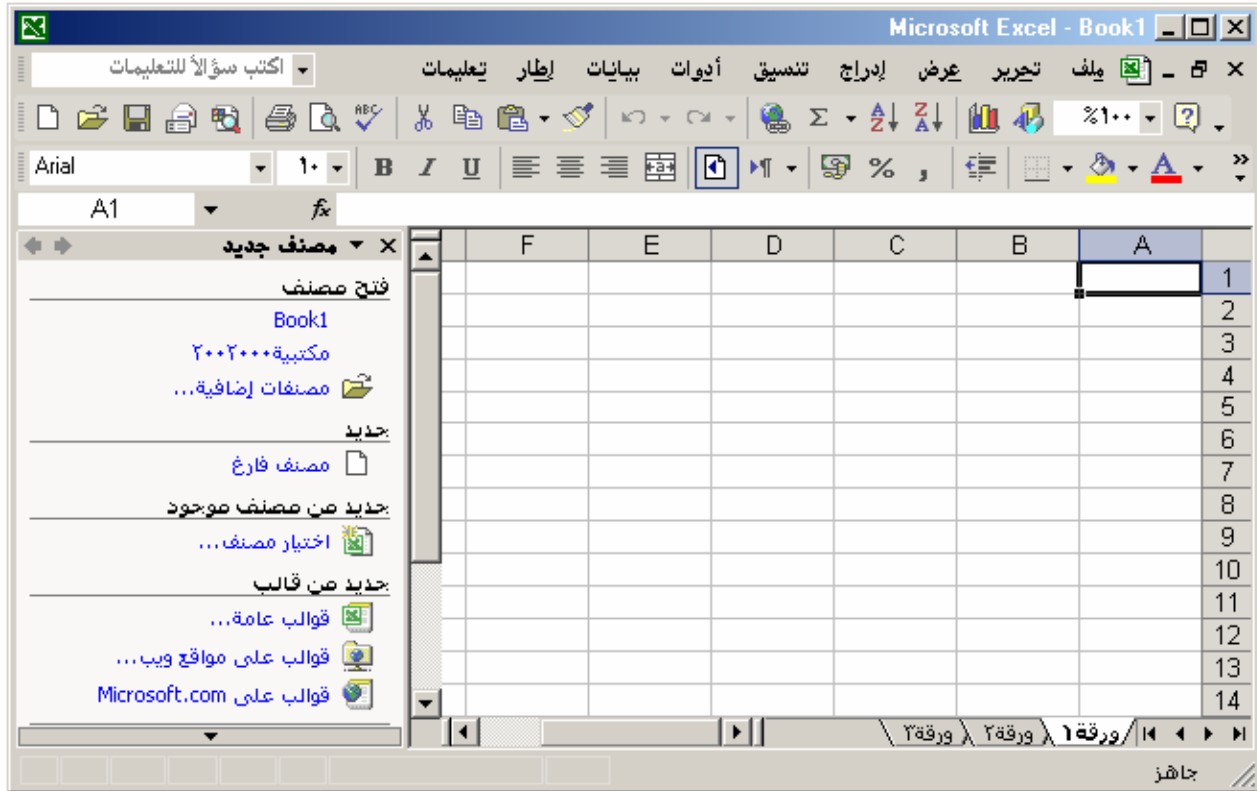 Microsoft Excel - Book1
ملف تحرير عرض إدراج تنسيق أدوات بيانات إطار تعليمات اكتب سؤالاً للتعليمات
ABC Σ A Z Z A %١٠٠
Arial ١٠ B I U a % , A
A1 fx
مصنف جديد
فتح مصنف
Book1
مكتبية٢٠٠٢٠٠٠
مصنفات إضافية...
جديد
مصنف فارغ
جديد من مصنف موجود
اختيار مصنف...
جديد من قالب
قوالب عامة...
قوالب على مواقع ويب...
قوالب على Microsoft.com
F E D C B A
1
2
3
4
5
6
7
8
9
10
11
12
13
14
ورقة١ ورقة٢ ورقة٣
جاهز